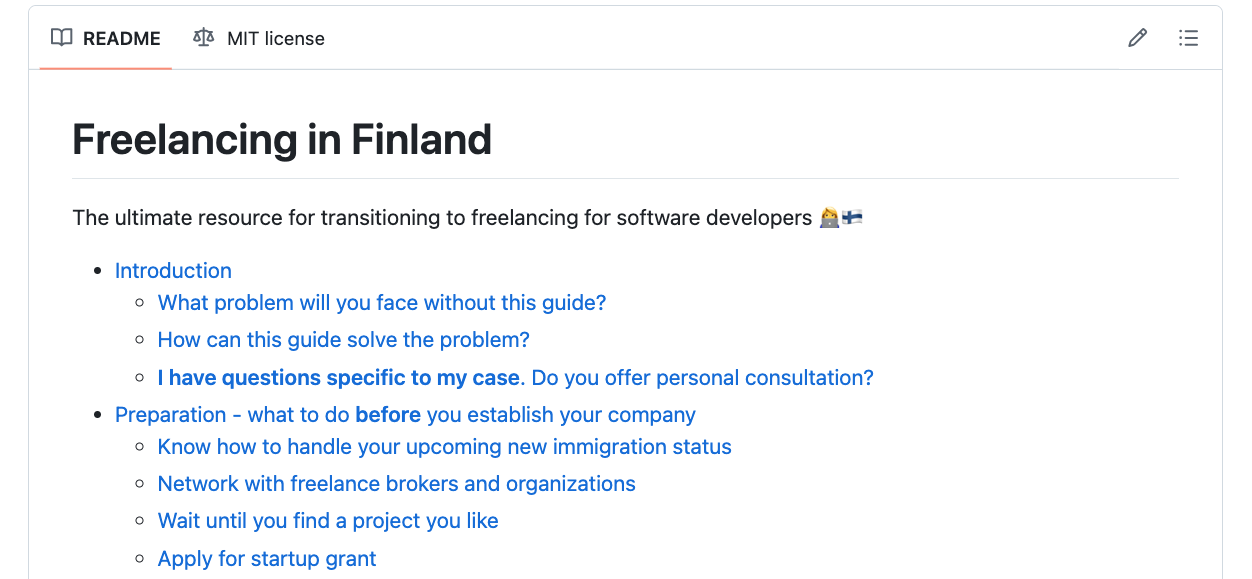 README MIT license
Freelancing in Finland
The ultimate resource for transitioning to freelancing for software developers 🧑‍💻🇫🇮
Introduction
What problem will you face without this guide?
How can this guide solve the problem?
I have questions specific to my case. Do you offer personal consultation?
Preparation - what to do before you establish your company
Know how to handle your upcoming new immigration status
Network with freelance brokers and organizations
Wait until you find a project you like
Apply for startup grant